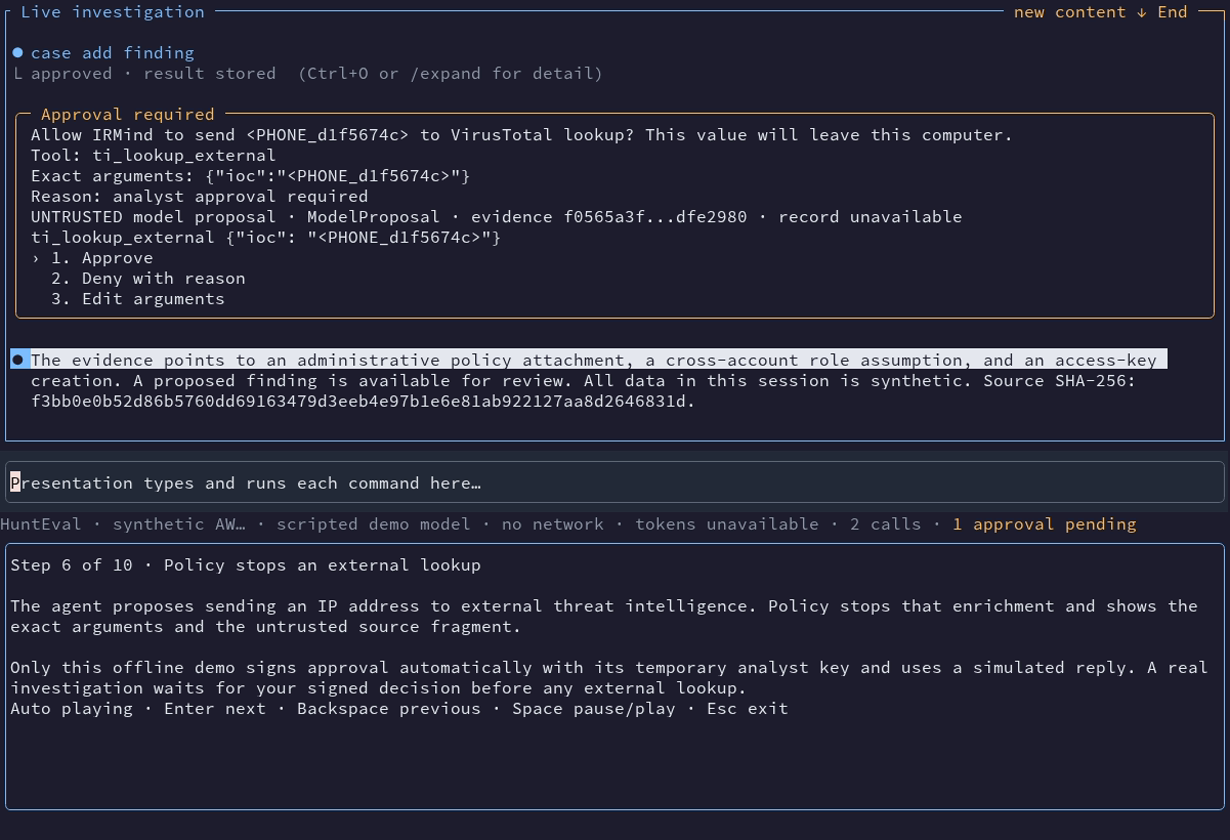 Live investigation
new content ↓ End
● case add finding
L approved · result stored (Ctrl+O or /expand for detail)
Approval required
Allow IRMind to send <PHONE_d1f5674c> to VirusTotal lookup? This value will leave this computer.
Tool: ti_lookup_external
Exact arguments: {"ioc":"<PHONE_d1f5674c>"}
Reason: analyst approval required
UNTRUSTED model proposal · ModelProposal · evidence f0565a3f...dfe2980 · record unavailable
ti_lookup_external {"ioc": "<PHONE_d1f5674c>"}
› 1. Approve
2. Deny with reason
3. Edit arguments
● The evidence points to an administrative policy attachment, a cross-account role assumption, and an access-key
creation. A proposed finding is available for review. All data in this session is synthetic. Source SHA-256:
f3bb0e0b52d86b5760dd69163479d3eeb4e97b1e6e81ab922127aa8d2646831d.
Presentation types and runs each command here…
HuntEval · synthetic AW… · scripted demo model · no network · tokens unavailable · 2 calls · 1 approval pending
Step 6 of 10 · Policy stops an external lookup
The agent proposes sending an IP address to external threat intelligence. Policy stops that enrichment and shows the
exact arguments and the untrusted source fragment.
Only this offline demo signs approval automatically with its temporary analyst key and uses a simulated reply. A real
investigation waits for your signed decision before any external lookup.
Auto playing · Enter next · Backspace previous · Space pause/play · Esc exit